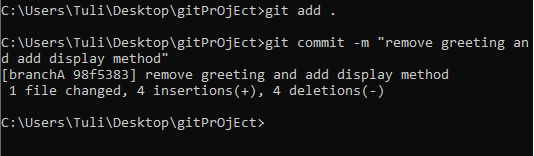 C:\Users\Tuli\Desktop\gitPrOjEct>git add .
C:\Users\Tuli\Desktop\gitPrOjEct>git commit -m "remove greeting an
d add display method"
[branchA 98f5383] remove greeting and add display method
 1 file changed, 4 insertions(+), 4 deletions(-)
C:\Users\Tuli\Desktop\gitPrOjEct>